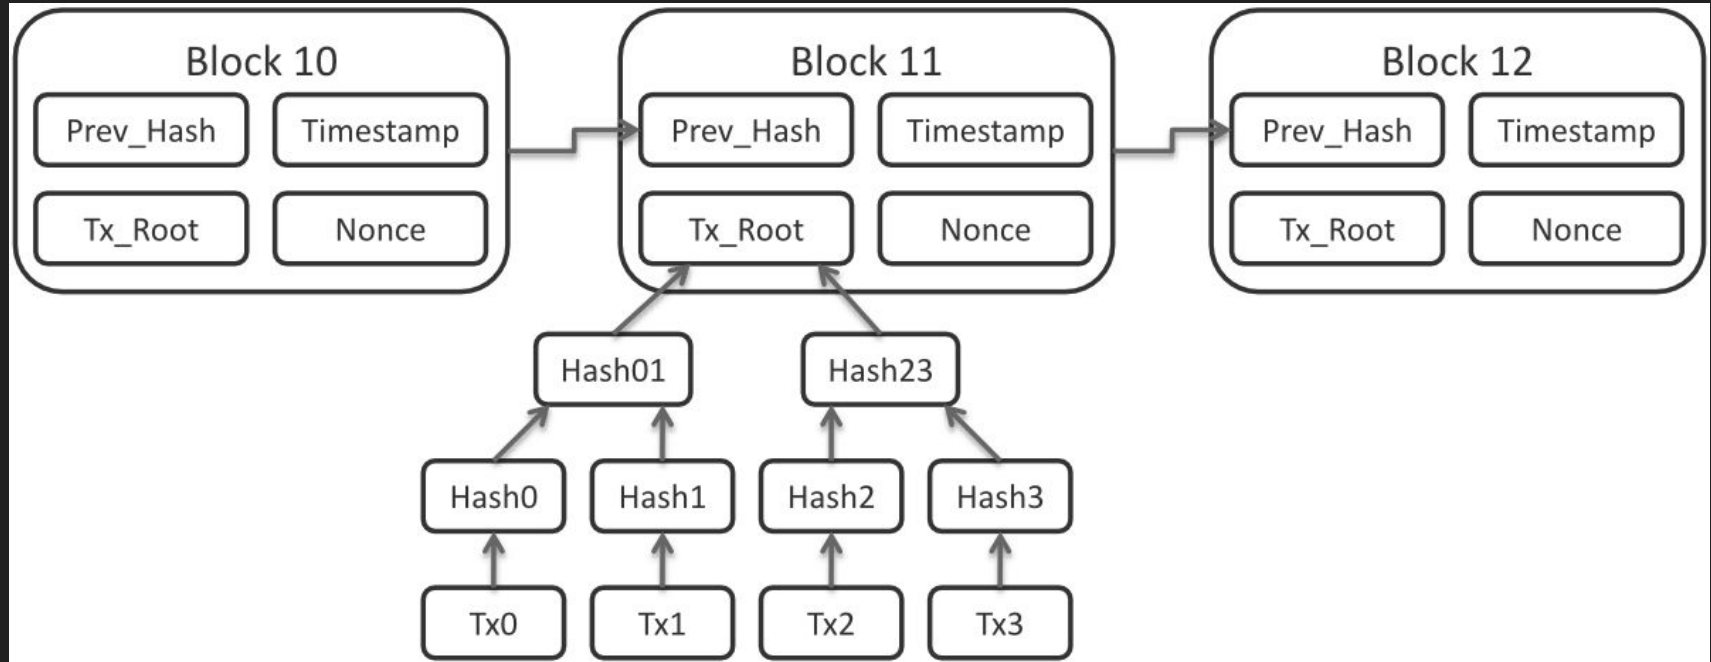 Block 10
Block 11
Block 12
Prev_Hash
Timestamp
Prev_Hash
Timestamp
Prev_Hash
Timestamp
Tx_Root
Nonce
Tx_Root
Nonce
Tx_Root
Nonce
Hash01
Hash23
Hash0
Hash1
Hash2
Hash3
Tx0
Tx1
Tx2
Tx3